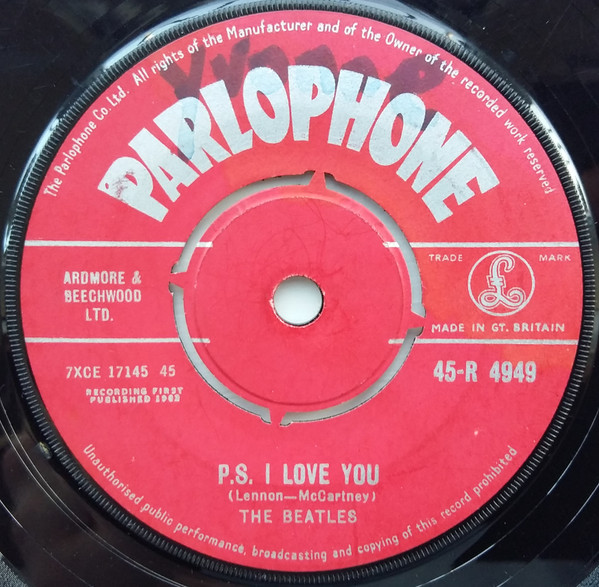 The Parlophone Co. Ltd. All rights of the Manufacturer and of the Owner of the recorded work reserved
PARLOPHONE
ARDMORE &
BEECHWOOD
LTD.
TRADE MARK
£
MADE IN GT. BRITAIN
7XCE 17145 45
RECORDING FIRST
PUBLISHED 1962
45-R 4949
P.S. I LOVE YOU
(Lennon—McCartney)
THE BEATLES
Unauthorised public performance, broadcasting and copying of this record prohibited